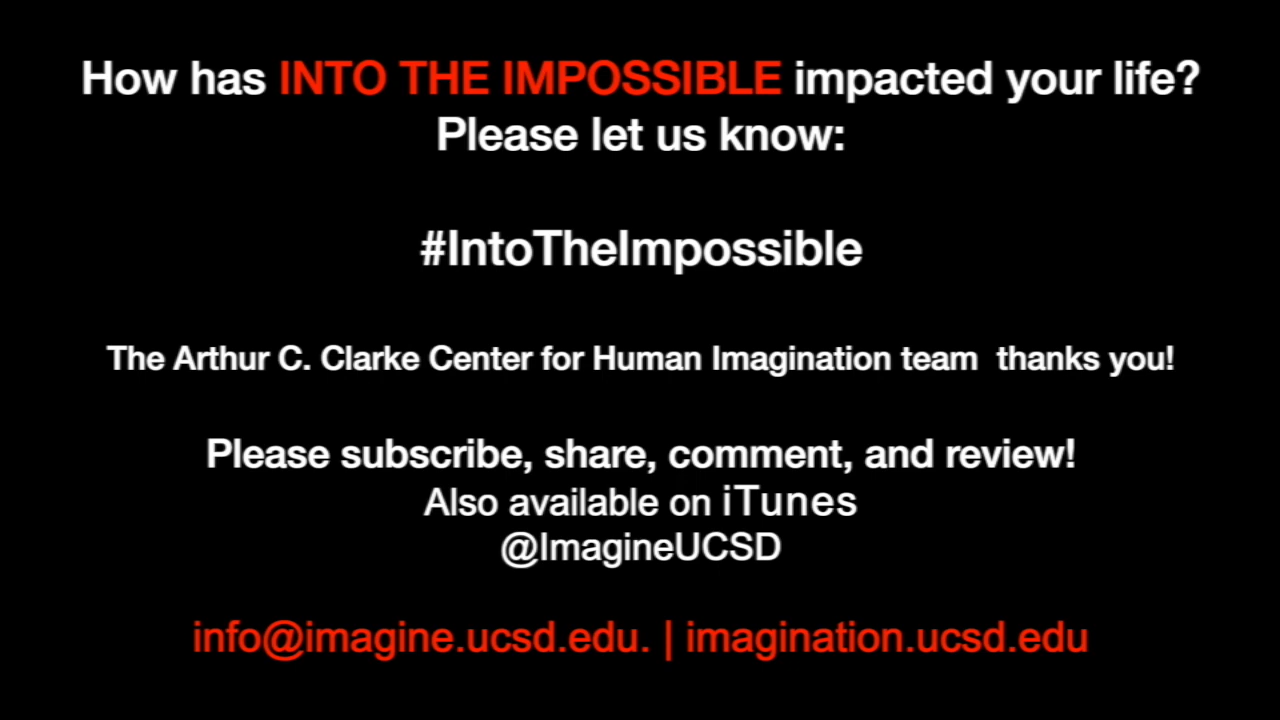 How has INTO THE IMPOSSIBLE impacted your life?
Please let us know:
#IntoTheImpossible
The Arthur C. Clarke Center for Human Imagination team  thanks you!
Please subscribe, share, comment, and review!
Also available on iTunes
@ImagineUCSD
info@imagine.ucsd.edu. | imagination.ucsd.edu